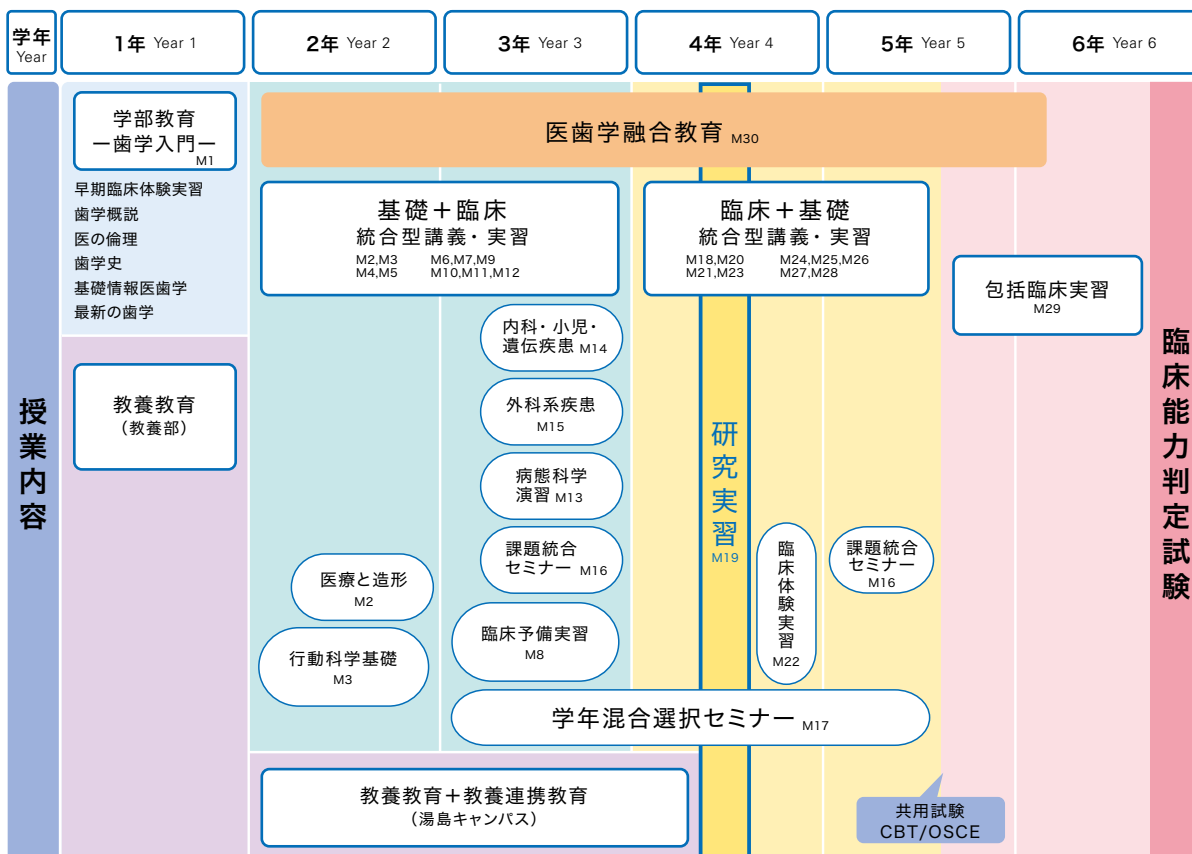 学年
Year
1年 Year 1
2年 Year 2
3年 Year 3
4年 Year 4
5年 Year 5
6年 Year 6
授業内容
学部教育
ー歯学入門ー
M1
早期臨床体験実習
歯学概説
医の倫理
歯学史
基礎情報医歯学
最新の歯学
教養教育
(教養部)
医歯学融合教育 M30
基礎+臨床
統合型講義・実習
M2,M3 M6,M7,M9
M4,M5 M10,M11,M12
臨床+基礎
統合型講義・実習
M18,M20 M24,M25,M26
M21,M23 M27,M28
包括臨床実習
M29
内科・小児・
遺伝疾患 M14
外科系疾患
M15
病態科学
演習 M13
課題統合
セミナー M16
医療と造形
M2
行動科学基礎
M3
臨床予備実習
M8
研究実習
M19
臨床体験実習
M22
課題統合
セミナー
M16
学年混合選択セミナー M17
教養教育+教養連携教育
(湯島キャンパス)
共用試験
CBT/OSCE
臨床能力判定試験